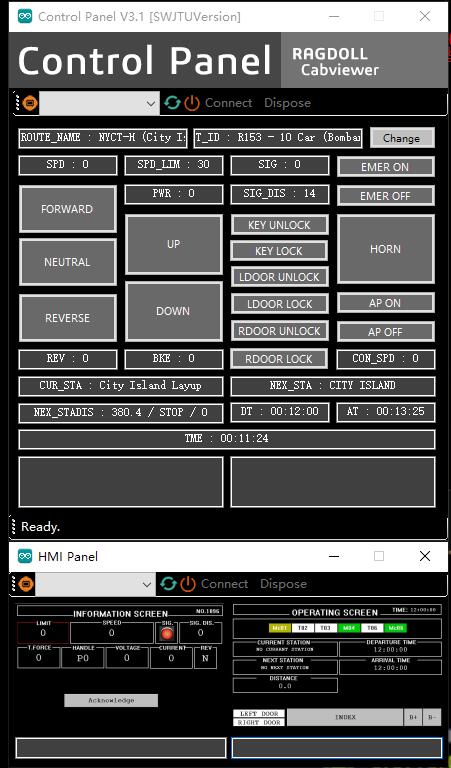 Control Panel V3.1 [SWJTUVersion]
Control Panel
RAGDOLL
Cabviewer
Connect Dispose
ROUTE_NAME : NYCT-H (City I:
T_ID : R153 - 10 Car (Bomba
Change
SPD : 0
SPD_LIM : 30
SIG : 0
EMER ON
PWR : 0
SIG_DIS : 14
EMER OFF
FORWARD
UP
KEY UNLOCK
HORN
KEY LOCK
NEUTRAL
LDOOR UNLOCK
DOWN
LDOOR LOCK
AP ON
REVERSE
RDOOR UNLOCK
AP OFF
REV : 0
BKE : 0
RDOOR LOCK
CON_SPD : 0
CUR_STA : City Island Layup
NEX_STA : CITY ISLAND
NEX_STADIS : 380.4 / STOP / 0
DT : 00:12:00
AT : 00:13:25
TME : 00:11:24
Ready.
HMI Panel
Connect Dispose
INFORMATION SCREEN
NO.1896
LIMIT
0
SPEED
0
SIG.
SIG. DIS.
0
T.FORCE
0
HANDLE
P0
VOLTAGE
0
CURRENT
0
REV
N
Acknowledge
OPERATING SCREEN
TIME: 12:00:00
Mc01 T02 T03 M04 T06 Mc08
CURRENT STATION
NO CURRANT STATION
DEPARTURE TIME
12:00:00
NEXT STATION
NO NEXT STATION
ARRIVAL TIME
12:00:00
DISTANCE
0.0
LEFT DOOR
RIGHT DOOR
INDEX
B+
B-